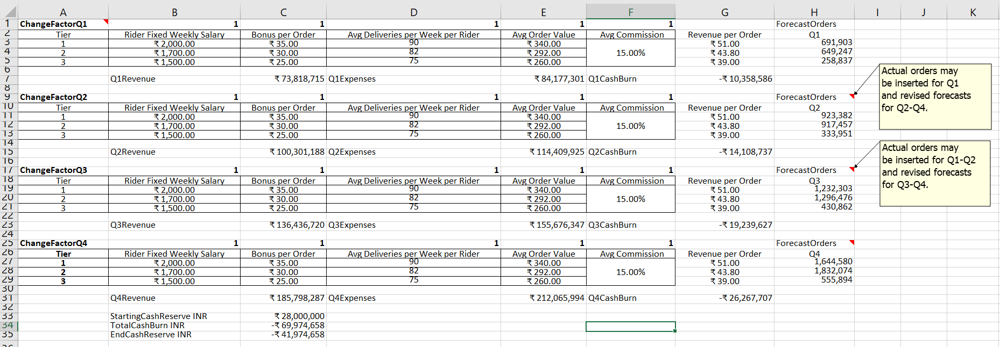 A B C D E F G H I J K
1 ChangeFactorQ1 1 1 1 1 1 ForecastOrders
2 Tier Rider Fixed Weekly Salary Bonus per Order Avg Deliveries per Week per Rider Avg Order Value Avg Commission Revenue per Order Q1
3 1 ₹ 2,000.00 ₹ 35.00 90 ₹ 340.00 ₹ 51.00 691,903
4 2 ₹ 1,700.00 ₹ 30.00 82 ₹ 292.00 15.00% ₹ 43.80 649,247
5 3 ₹ 1,500.00 ₹ 25.00 75 ₹ 260.00 ₹ 39.00 258,837
6
7 Q1Revenue ₹ 73,818,715 Q1Expenses ₹ 84,177,301 Q1CashBurn -₹ 10,358,586
8
9 ChangeFactorQ2 1 1 1 1 1 ForecastOrders
10 Tier Rider Fixed Weekly Salary Bonus per Order Avg Deliveries per Week per Rider Avg Order Value Avg Commission Revenue per Order Q2
11 1 ₹ 2,000.00 ₹ 35.00 90 ₹ 340.00 ₹ 51.00 923,382
12 2 ₹ 1,700.00 ₹ 30.00 82 ₹ 292.00 15.00% ₹ 43.80 917,457
13 3 ₹ 1,500.00 ₹ 25.00 75 ₹ 260.00 ₹ 39.00 333,951
14
15 Q2Revenue ₹ 100,301,188 Q2Expenses ₹ 114,409,925 Q2CashBurn -₹ 14,108,737
16
17 ChangeFactorQ3 1 1 1 1 1 ForecastOrders
18 Tier Rider Fixed Weekly Salary Bonus per Order Avg Deliveries per Week per Rider Avg Order Value Avg Commission Revenue per Order Q3
19 1 ₹ 2,000.00 ₹ 35.00 90 ₹ 340.00 ₹ 51.00 1,232,303
20 2 ₹ 1,700.00 ₹ 30.00 82 ₹ 292.00 15.00% ₹ 43.80 1,296,476
21 3 ₹ 1,500.00 ₹ 25.00 75 ₹ 260.00 ₹ 39.00 430,862
22
23 Q3Revenue ₹ 136,436,720 Q3Expenses ₹ 155,676,347 Q3CashBurn -₹ 19,239,627
24
25 ChangeFactorQ4 1 1 1 1 1 ForecastOrders
26 Tier Rider Fixed Weekly Salary Bonus per Order Avg Deliveries per Week per Rider Avg Order Value Avg Commission Revenue per Order Q4
27 1 ₹ 2,000.00 ₹ 35.00 90 ₹ 340.00 ₹ 51.00 1,644,580
28 2 ₹ 1,700.00 ₹ 30.00 82 ₹ 292.00 15.00% ₹ 43.80 1,832,074
29 3 ₹ 1,500.00 ₹ 25.00 75 ₹ 260.00 ₹ 39.00 555,894
30
31 Q4Revenue ₹ 185,798,287 Q4Expenses ₹ 212,065,994 Q4CashBurn -₹ 26,267,707
32
33 StartingCashReserve INR ₹ 28,000,000
34 TotalCashBurn INR -₹ 69,974,658
35 EndCashReserve INR -₹ 41,974,658
Actual orders may
be inserted for Q1
and revised forecasts
for Q2-Q4.
Actual orders may
be inserted for Q1-Q2
and revised forecasts
for Q3-Q4.